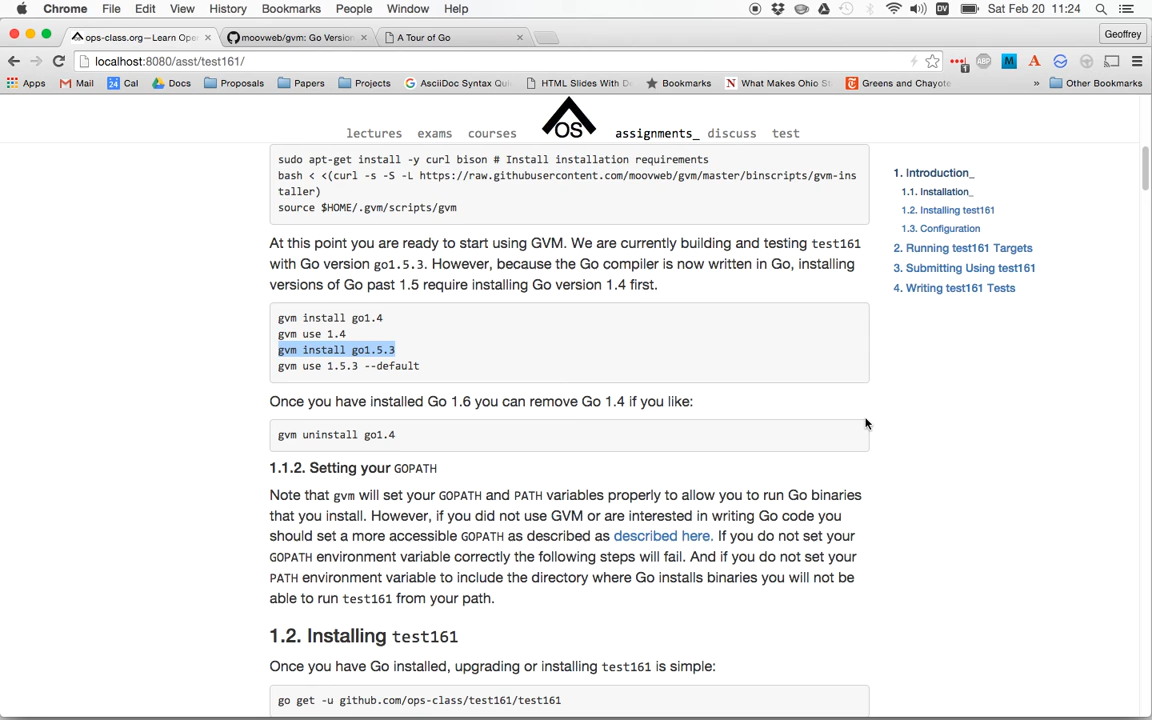 Chrome File Edit View History Bookmarks People Window Help
DV Sat Feb 20 11:24
ops-class.org—Learn Ope
moovweb/gvm: Go Version
A Tour of Go
Geoffrey
localhost:8080/asst/test161/
Apps Mail 24 Cal Docs Proposals Papers Projects AsciiDoc Syntax Qui HTML Slides With D Bookmarks What Makes Ohio S Greens and Chayote » Other Bookmarks
lectures exams courses OS assignments_ discuss test
sudo apt-get install -y curl bison # Install installation requirements
bash < <(curl -s -S -L https://raw.githubusercontent.com/moovweb/gvm/master/binscripts/gvm-ins
taller)
source $HOME/.gvm/scripts/gvm
At this point you are ready to start using GVM. We are currently building and testing test161
with Go version go1.5.3. However, because the Go compiler is now written in Go, installing
versions of Go past 1.5 require installing Go version 1.4 first.
gvm install go1.4
gvm use 1.4
gvm install go1.5.3
gvm use 1.5.3 --default
Once you have installed Go 1.6 you can remove Go 1.4 if you like:
gvm uninstall go1.4
1.1.2. Setting your GOPATH
Note that gvm will set your GOPATH and PATH variables properly to allow you to run Go binaries
that you install. However, if you did not use GVM or are interested in writing Go code you
should set a more accessible GOPATH as described as described here. If you do not set your
GOPATH environment variable correctly the following steps will fail. And if you do not set your
PATH environment variable to include the directory where Go installs binaries you will not be
able to run test161 from your path.
1.2. Installing test161
Once you have Go installed, upgrading or installing test161 is simple:
go get -u github.com/ops-class/test161/test161
1. Introduction_
1.1. Installation_
1.2. Installing test161
1.3. Configuration
2. Running test161 Targets
3. Submitting Using test161
4. Writing test161 Tests